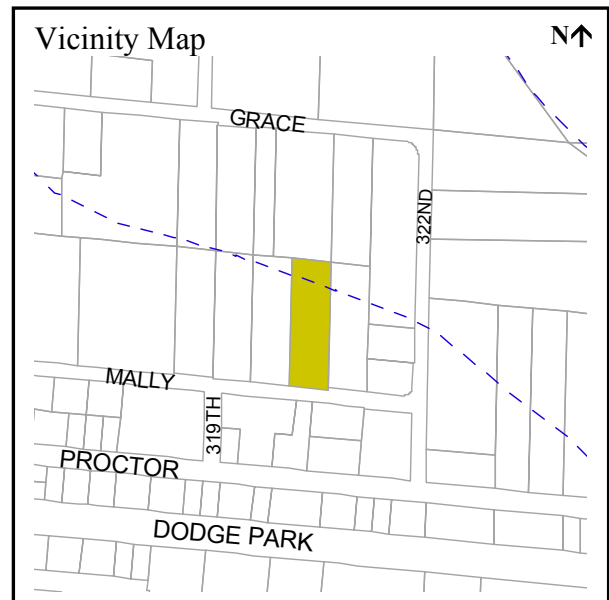 Vicinity Map
N↑
GRACE
322ND
MALLY
319TH
PROCTOR
DODGE PARK